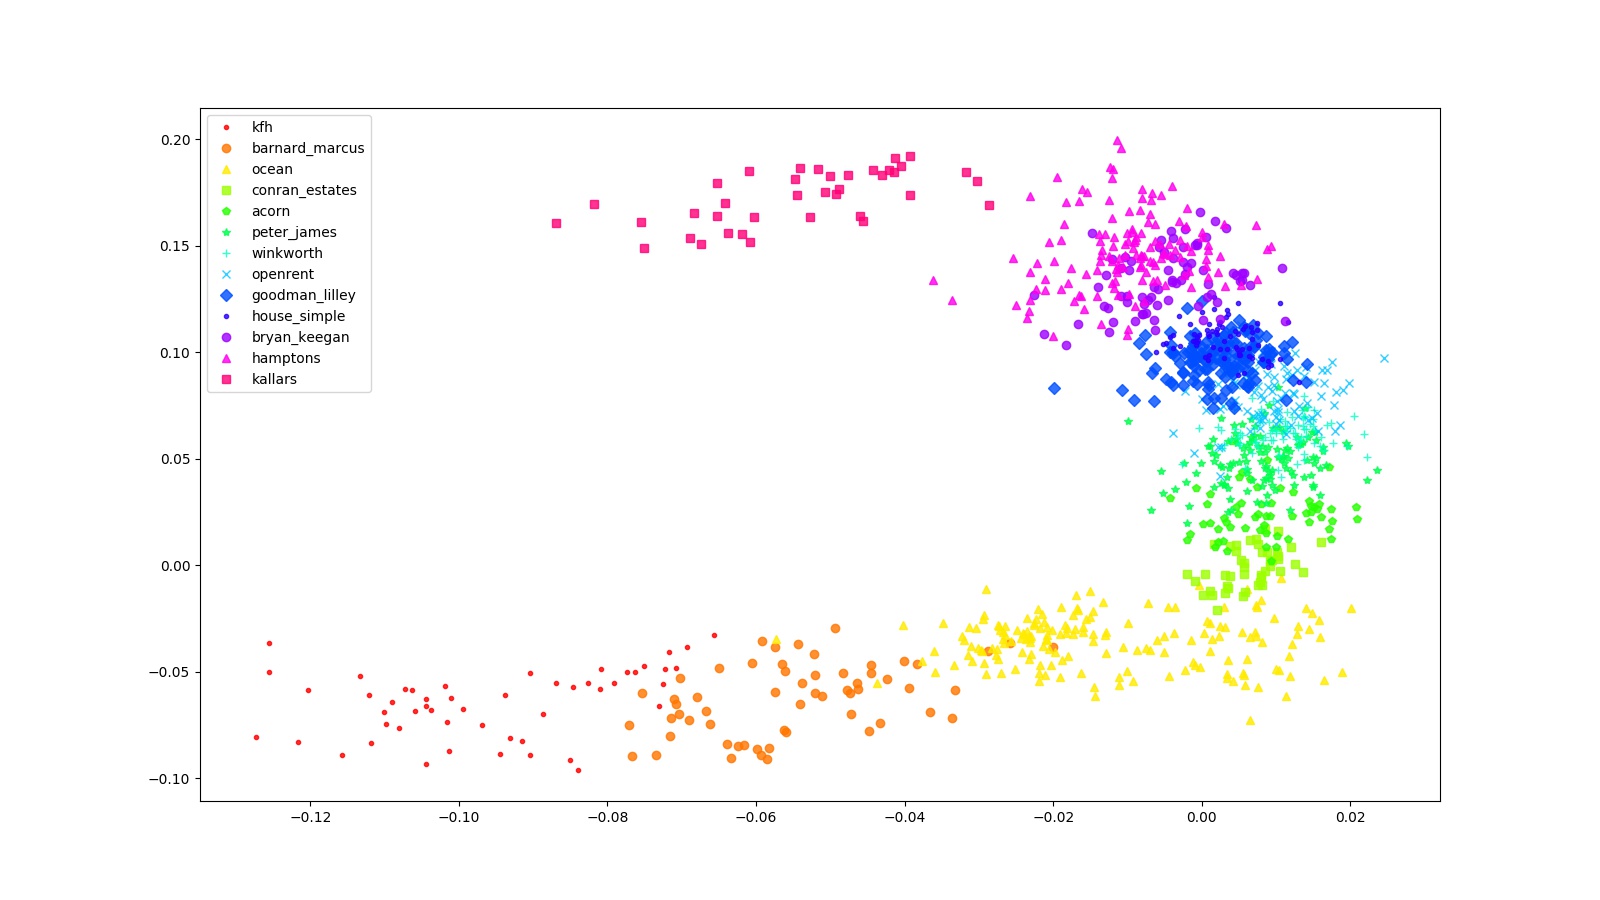 kfh
barnard_marcus
ocean
conran_estates
acorn
peter_james
winkworth
openrent
goodman_lilley
house_simple
bryan_keegan
hamptons
kallars
0.20
0.15
0.10
0.05
0.00
−0.05
−0.10
−0.12 −0.10 −0.08 −0.06 −0.04 −0.02 0.00 0.02